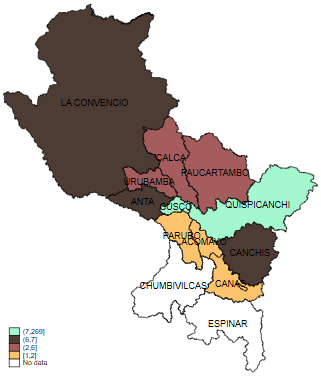 LA CONVENCIO
CALCA
PAUCARTAMBO
URUBAMBA
ANTA
CUSCO
QUISPICANCHI
PARURO
ACOMAYO
CANCHIS
CANAS
CHUMBIVILCAS
ESPINAR
(7,269]
(6,7]
(2,6]
[1,2]
No data